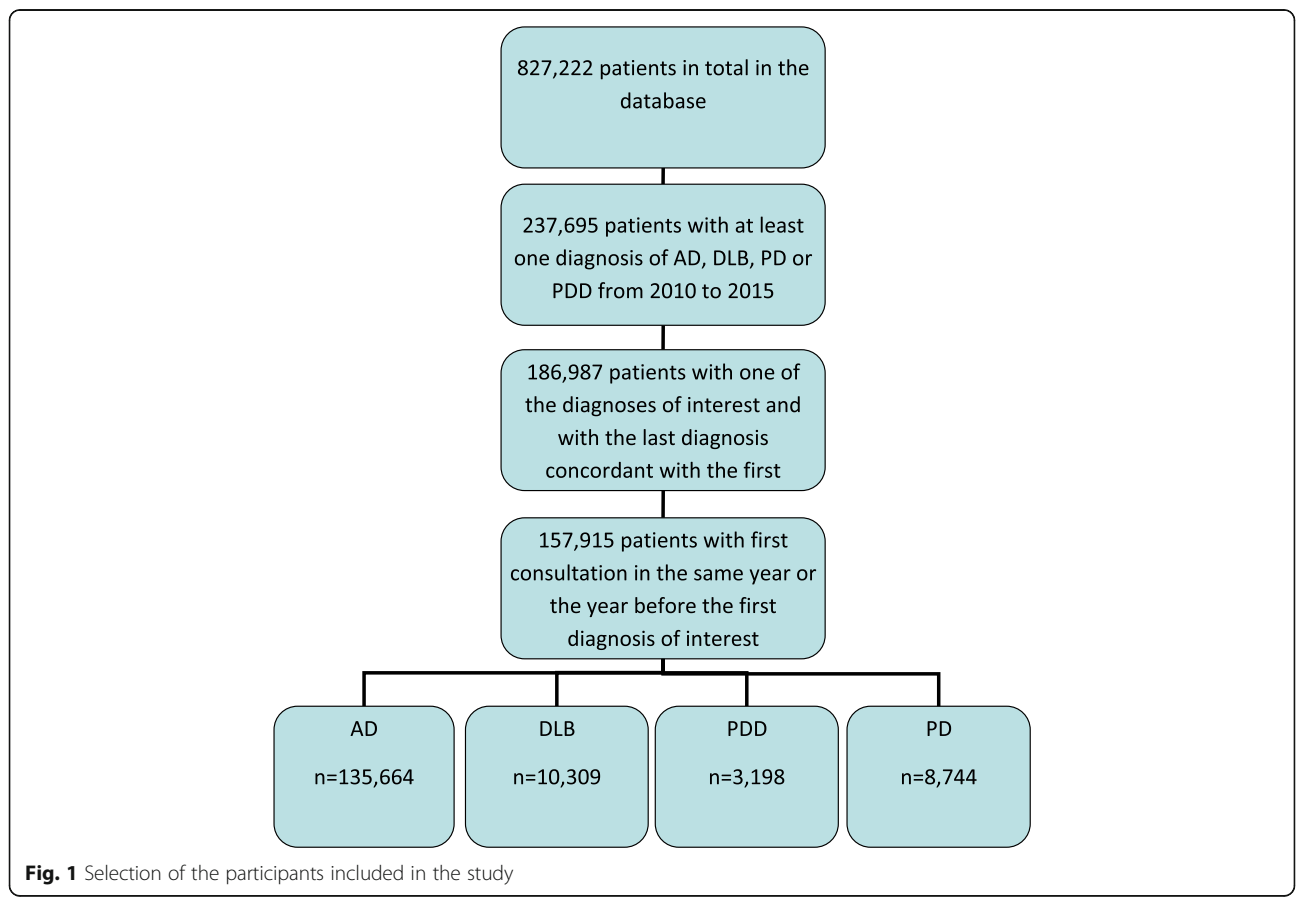 827,222 patients in total in the
database
237,695 patients with at least
one diagnosis of AD, DLB, PD or
PDD from 2010 to 2015
186,987 patients with one of
the diagnoses of interest and
with the last diagnosis
concordant with the first
157,915 patients with first
consultation in the same year or
the year before the first
diagnosis of interest
AD
n=135,664
DLB
n=10,309
PDD
n=3,198
PD
n=8,744
Fig. 1 Selection of the participants included in the study